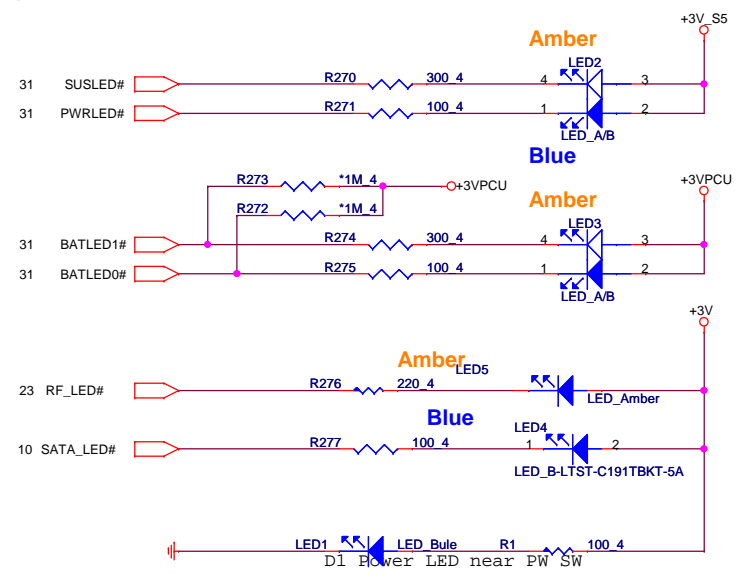 +3V_S5
Amber
LED2
31 SUSLED# R270 300_4 4 3
31 PWRLED# R271 100_4 1 2
LED_A/B
Blue
R273 *1M_4 +3VPCU +3VPCU
R272 *1M_4 Amber
LED3
31 BATLED1# R274 300_4 4 3
31 BATLED0# R275 100_4 1 2
LED_A/B
+3V
Amber LED5
23 RF_LED# R276 220_4 LED_Amber
Blue
LED4
10 SATA_LED# R277 100_4 1 2
LED_B-LTST-C191TBKT-5A
LED1 LED_Bule R1 100_4
D1 Power LED near PW SW